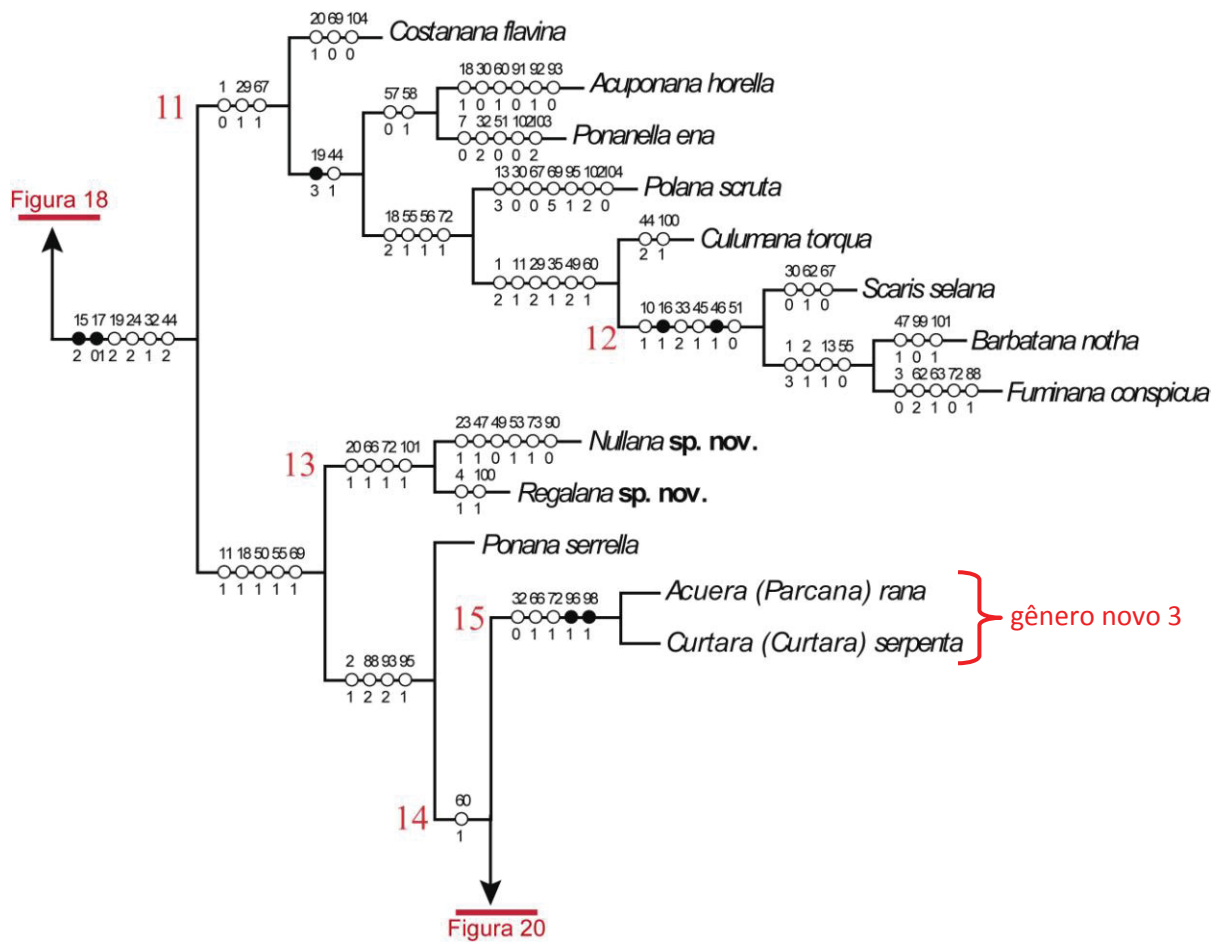 20 69 104
Costanana flavina
1 0 0
18 30 60 91 92 93
Acuponana horella
1 0 1 0 1 0
1 29 67
11
0 1 1
57 58
0 1
7 32 51 102 103
Ponanella ena
0 2 0 0 2
19 44
3 1
13 30 67 69 95 102 104
Polana scruta
3 0 0 5 1 2 0
Figura 18
18 55 56 72
2 1 1 1
44 100
Culumana torqua
2 1
1 11 29 35 49 60
2 1 2 1 2 1
30 62 67
Scaris selana
0 1 0
10 16 33 45 46 51
12
1 1 2 1 1 0
15 17 19 24 32 44
2 01 2 2 1 2
47 99 101
Barbatana notha
1 0 1
1 2 13 55
3 1 1 0
3 62 63 72 88
Fuminana conspicua
0 2 1 0 1
23 47 49 53 73 90
Nullana sp. nov.
1 1 0 1 1 0
20 66 72 101
13
1 1 1 1
4 100
Regalana sp. nov.
1 1
Ponana serrella
11 18 50 55 69
1 1 1 1 1
Acuera (Parcana) rana
32 66 72 96 98
15
0 1 1 1 1
gênero novo 3
Curtara (Curtara) serpenta
2 88 93 95
1 2 2 1
60
14
1
Figura 20